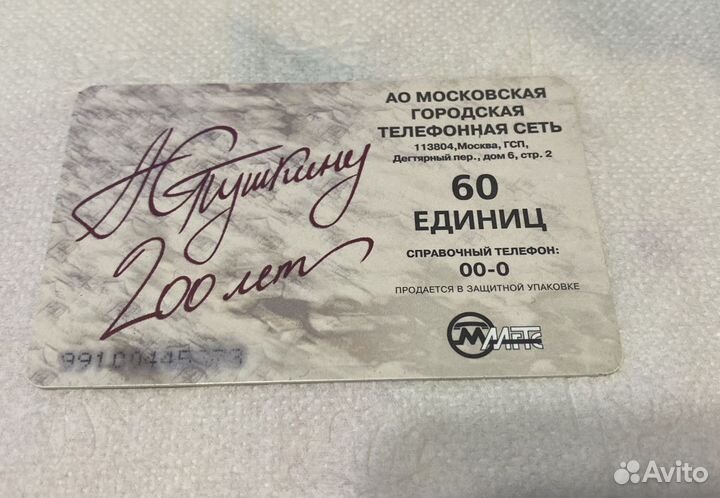 А С Пушкину
200 лет
АО МОСКОВСКАЯ
ГОРОДСКАЯ
ТЕЛЕФОННАЯ СЕТЬ
113804,Москва, ГСП,
Дегтярный пер., дом 6, стр. 2
60
ЕДИНИЦ
СПРАВОЧНЫЙ ТЕЛЕФОН:
00-0
ПРОДАЕТСЯ В ЗАЩИТНОЙ УПАКОВКЕ
МГТС
Avito